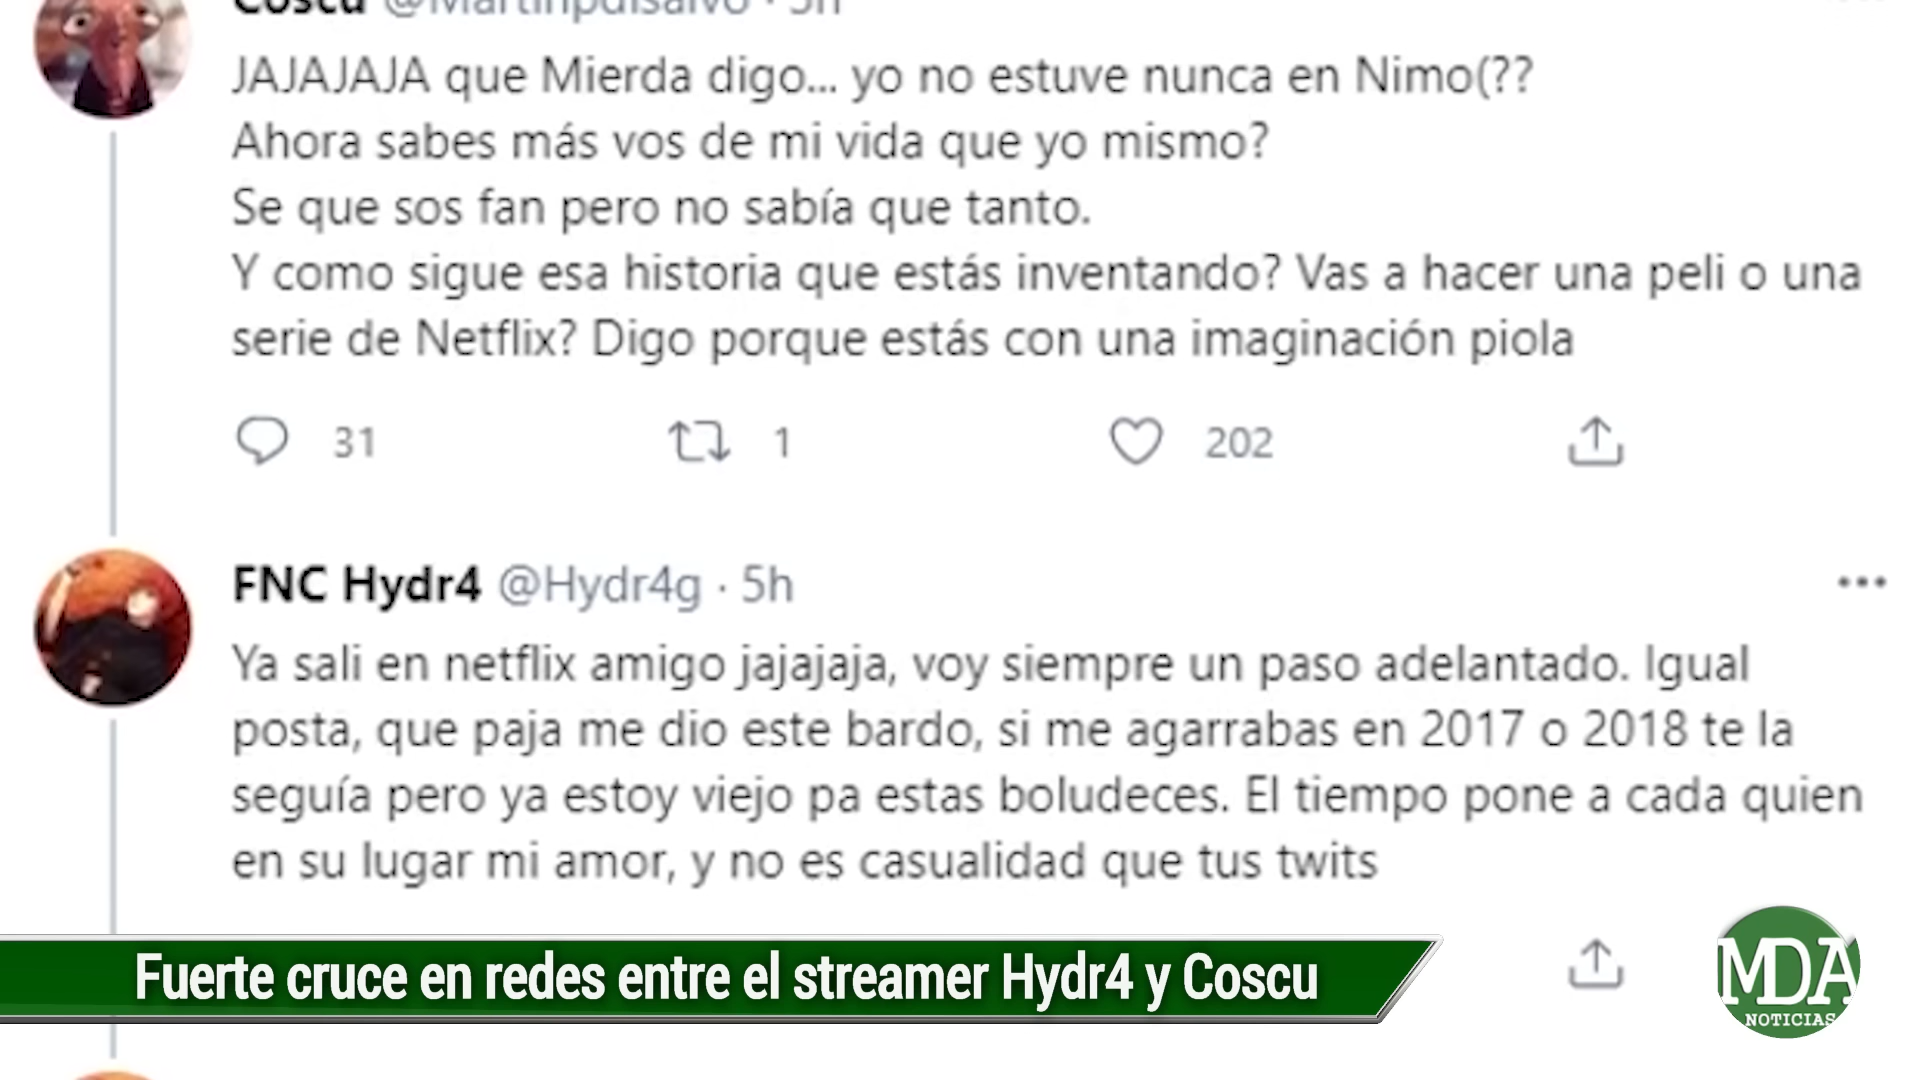 Coscu @Martinpdisalvo · 5h
JAJAJAJA que Mierda digo... yo no estuve nunca en Nimo(??
Ahora sabes más vos de mi vida que yo mismo?
Se que sos fan pero no sabía que tanto.
Y como sigue esa historia que estás inventando? Vas a hacer una peli o una
serie de Netflix? Digo porque estás con una imaginación piola
31 1 202
FNC Hydr4 @Hydr4g · 5h
Ya sali en netflix amigo jajajaja, voy siempre un paso adelantado. Igual
posta, que paja me dio este bardo, si me agarrabas en 2017 o 2018 te la
seguía pero ya estoy viejo pa estas boludeces. El tiempo pone a cada quien
en su lugar mi amor, y no es casualidad que tus twits
Fuerte cruce en redes entre el streamer Hydr4 y Coscu
MDA
NOTICIAS